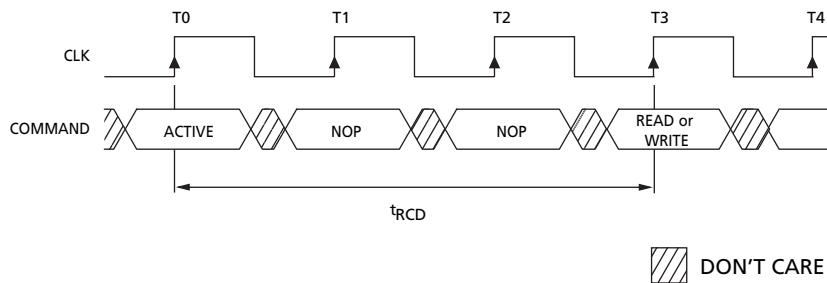 T0 T1 T2 T3 T4
CLK
COMMAND ACTIVE NOP NOP READ or
WRITE
tRCD
DON'T CARE